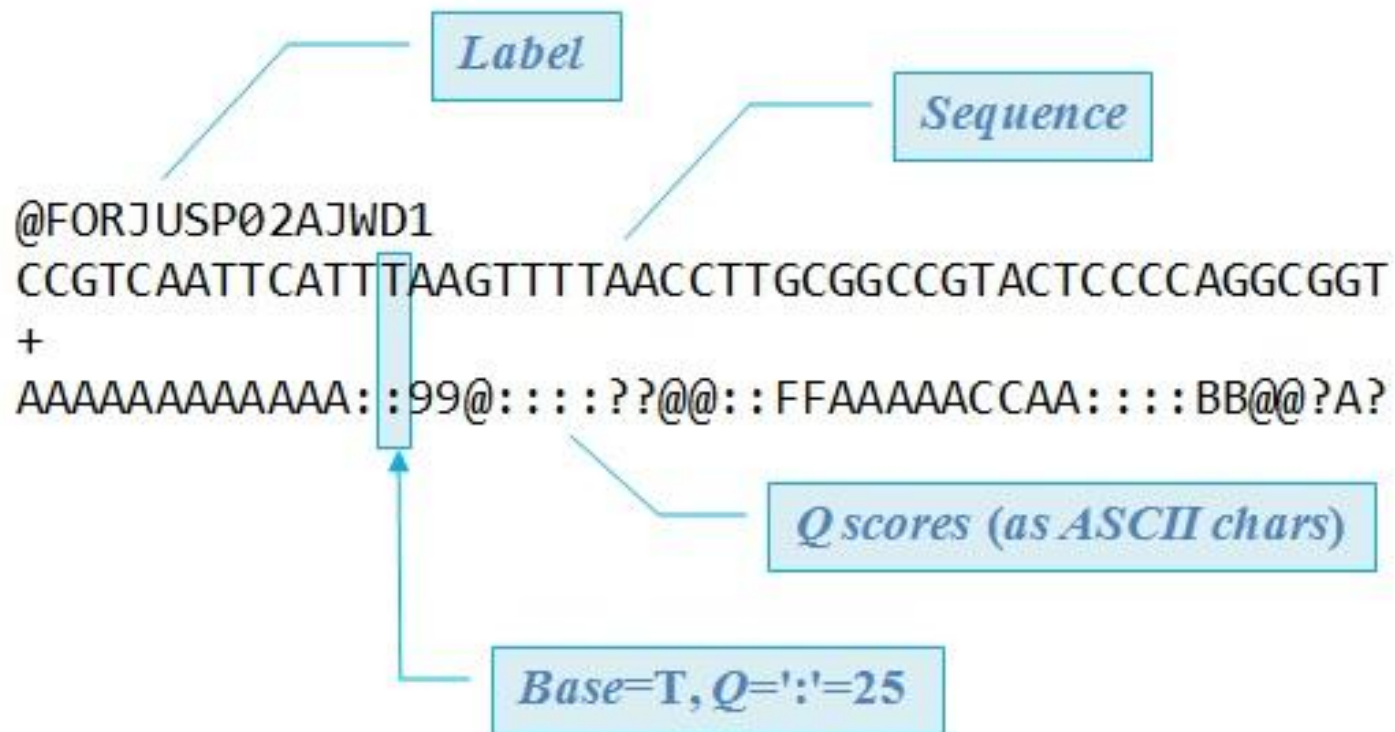 Label
Sequence
@FORJUSP02AJWD1
CCGTCAATTCATTTAAGTTTTAACCTTGCGGCCGTACTCCCCAGGCGGT
+
AAAAAAAAAAAA::99@::::??@@::FFAAAAACCAA::::BB@@?A?
Q scores (as ASCII chars)
Base=T, Q=':'=25